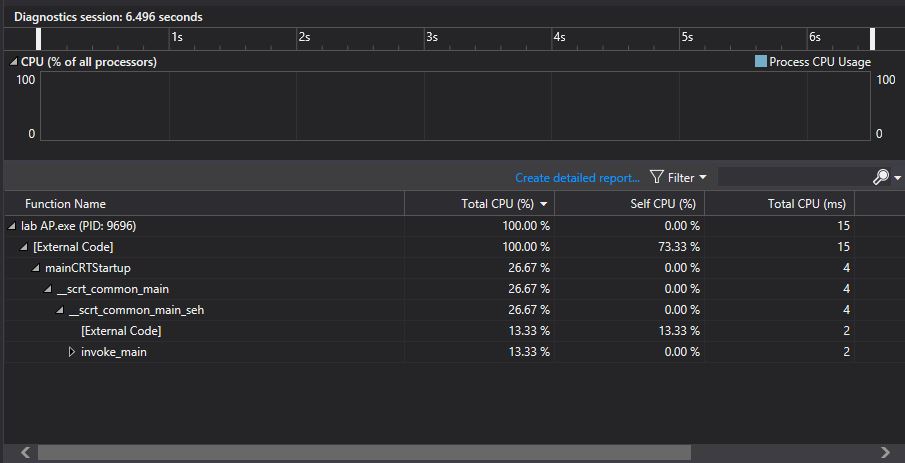 Diagnostics session: 6.496 seconds
1s 2s 3s 4s 5s 6s
CPU (% of all processors) Process CPU Usage
100 100
0 0
Create detailed report... Filter
Function Name Total CPU (%) Self CPU (%) Total CPU (ms)
lab AP.exe (PID: 9696) 100.00 % 0.00 % 15
[External Code] 100.00 % 73.33 % 15
mainCRTStartup 26.67 % 0.00 % 4
__scrt_common_main 26.67 % 0.00 % 4
__scrt_common_main_seh 26.67 % 0.00 % 4
[External Code] 13.33 % 13.33 % 2
invoke_main 13.33 % 0.00 % 2